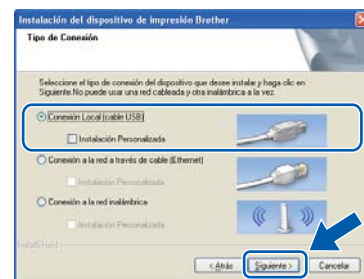 Instalación del dispositivo de impresión Brother
Tipo de Conexión
Seleccione el tipo de conexión del dispositivo que desee instalar y haga clic en
Siguiente.No puede usar una red cableada y otra inalámbrica a la vez.
Conexión Local (cable USB)
Instalación Personalizada
Conexión a la red a través de cable (Ethernet)
Instalación Personalizada
Conexión a la red inalámbrica
Instalación Personalizada
InstallShield
< Atrás Siguiente > Cancelar